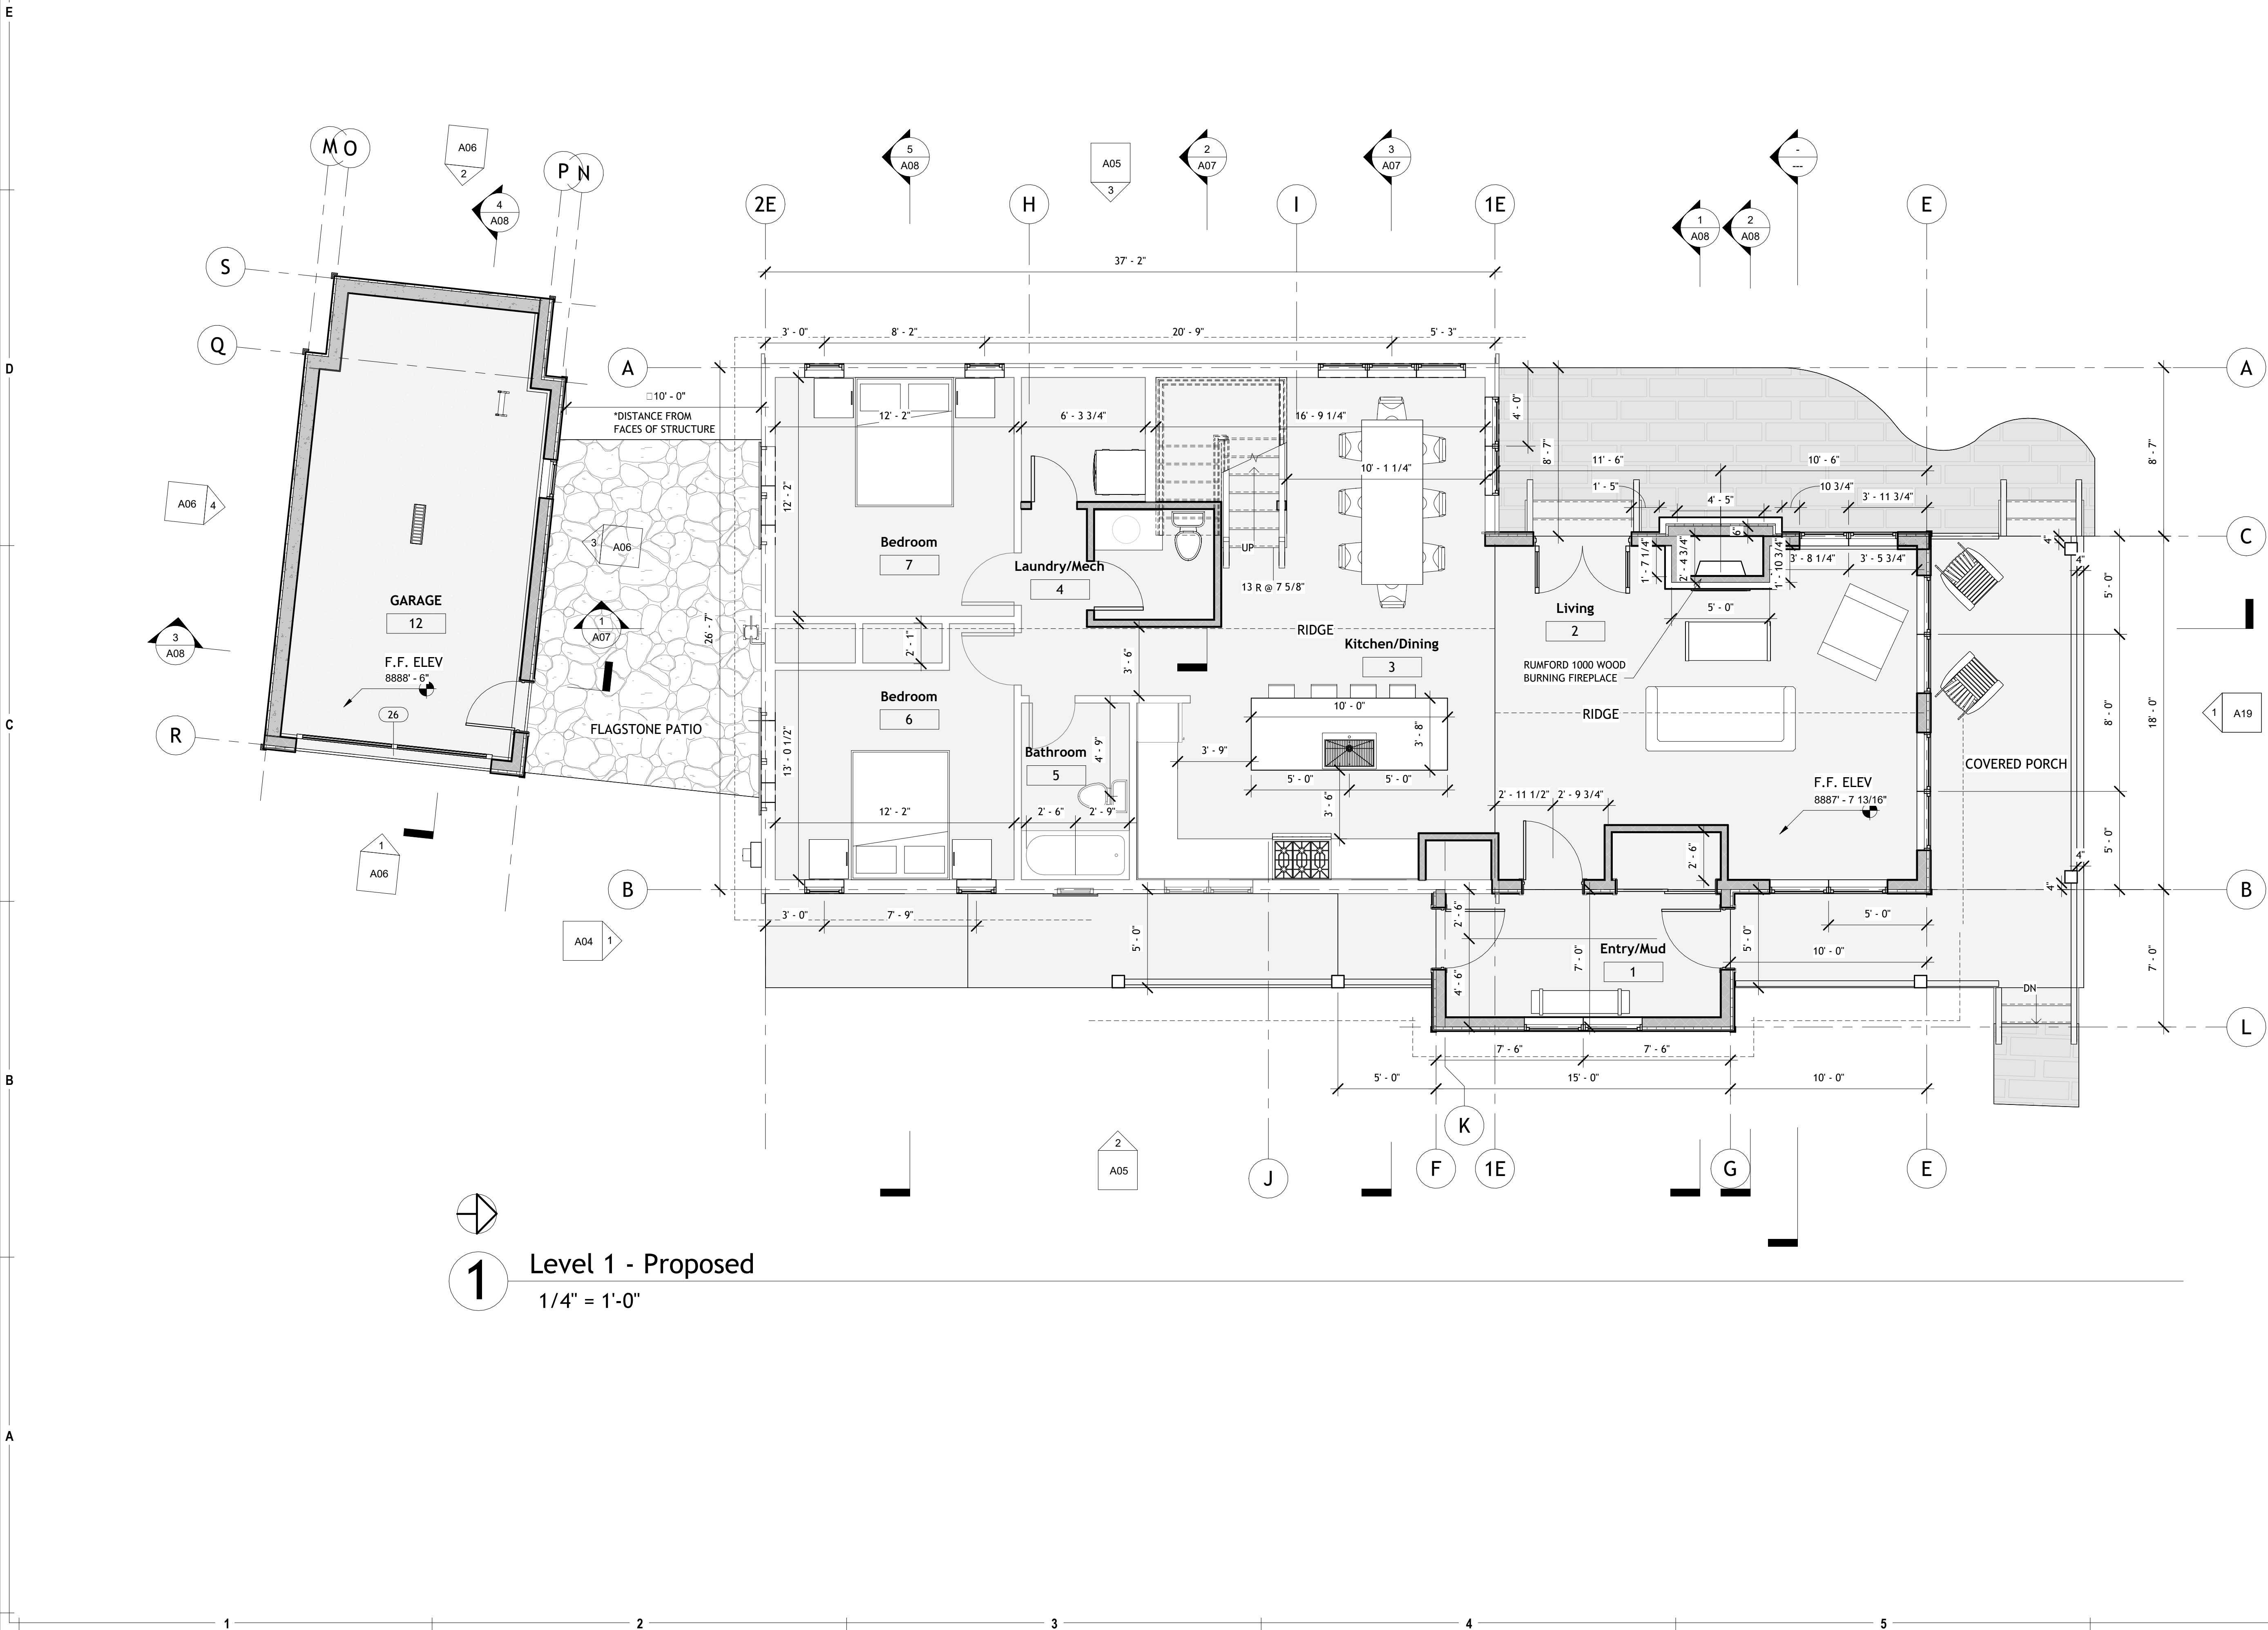 E
M O
P N
A06
2
4
A08
5
A08
A05
3
2
A07
3
A07
-
---
1
A08
2
A08
2E
H
I
1E
E
S
Q
37' - 2"
3' - 0"
8' - 2"
20' - 9"
5' - 3"
D
A
A
□10' - 0"
*DISTANCE FROM
FACES OF STRUCTURE
12' - 2"
6' - 3 3/4"
16' - 9 1/4"
4' - 0"
8' - 7"
8' - 7"
10' - 1 1/4"
11' - 6"
10' - 6"
1' - 5"
4' - 5"
10 3/4"
3' - 11 3/4"
12' - 2"
A06
4
3
A06
C
6"
4"
4"
UP
13 R @ 7 5/8"
1' - 7 1/4"
2' - 4 3/4"
1' - 10 3/4"
3' - 8 1/4"
3' - 5 3/4"
5' - 0"
5' - 0"
Bedroom
7
Laundry/Mech
4
GARAGE
12
1
A07
3
A08
26' - 7"
2' - 1"
3' - 6"
RIDGE
Living
2
Kitchen/Dining
3
F.F. ELEV
8888' - 6"
RUMFORD 1000 WOOD
BURNING FIREPLACE
26
R
C
FLAGSTONE PATIO
Bedroom
6
10' - 0"
RIDGE
3' - 8"
8' - 0"
18' - 0"
1
A19
Bathroom
5
4' - 9"
3' - 9"
13' - 0 1/2"
COVERED PORCH
5' - 0"
5' - 0"
F.F. ELEV
8887' - 7 13/16"
2' - 11 1/2"
2' - 9 3/4"
12' - 2"
2' - 6"
2' - 9"
3' - 6"
5' - 0"
1
A06
2' - 6"
4"
4"
B
B
3' - 0"
7' - 9"
2' - 6"
5' - 0"
A04
1
5' - 0"
7' - 0"
5' - 0"
Entry/Mud
1
10' - 0"
7' - 0"
4' - 6"
DN
L
7' - 6"
7' - 6"
5' - 0"
15' - 0"
10' - 0"
B
K
2
A05
J
F
1E
G
E
1
Level 1 - Proposed
1/4" = 1'-0"
A
1
2
3
4
5